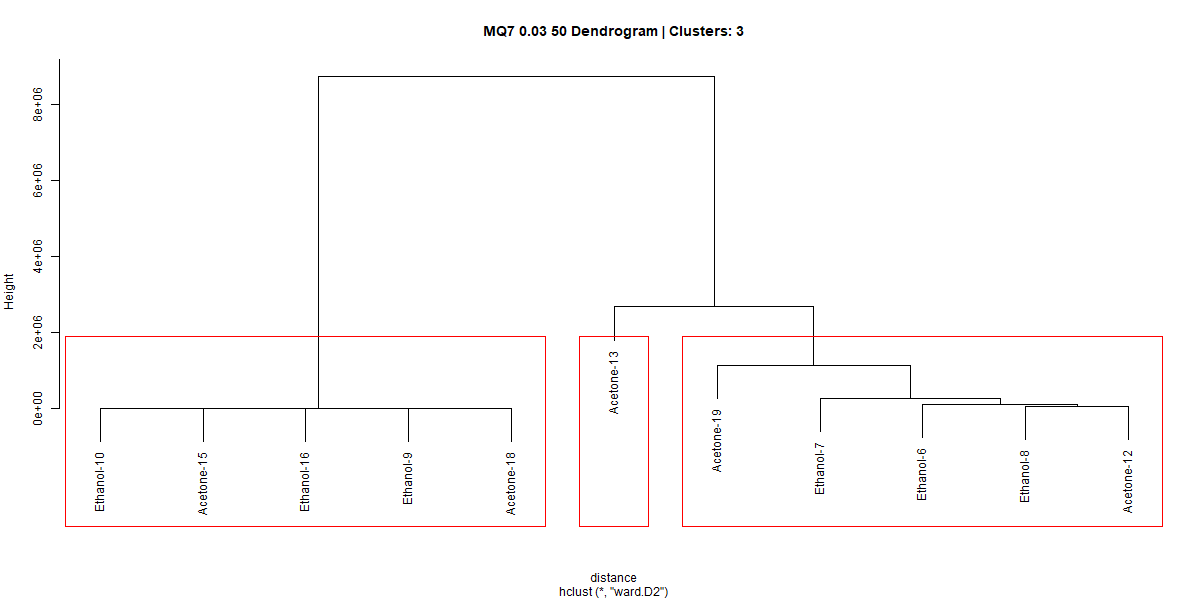 MQ7 0.03 50 Dendrogram | Clusters: 3
Height
8e+06
6e+06
4e+06
2e+06
0e+00
Ethanol-10
Acetone-15
Ethanol-16
Ethanol-9
Acetone-18
Acetone-13
Acetone-19
Ethanol-7
Ethanol-6
Ethanol-8
Acetone-12
distance
hclust (*, "ward.D2")